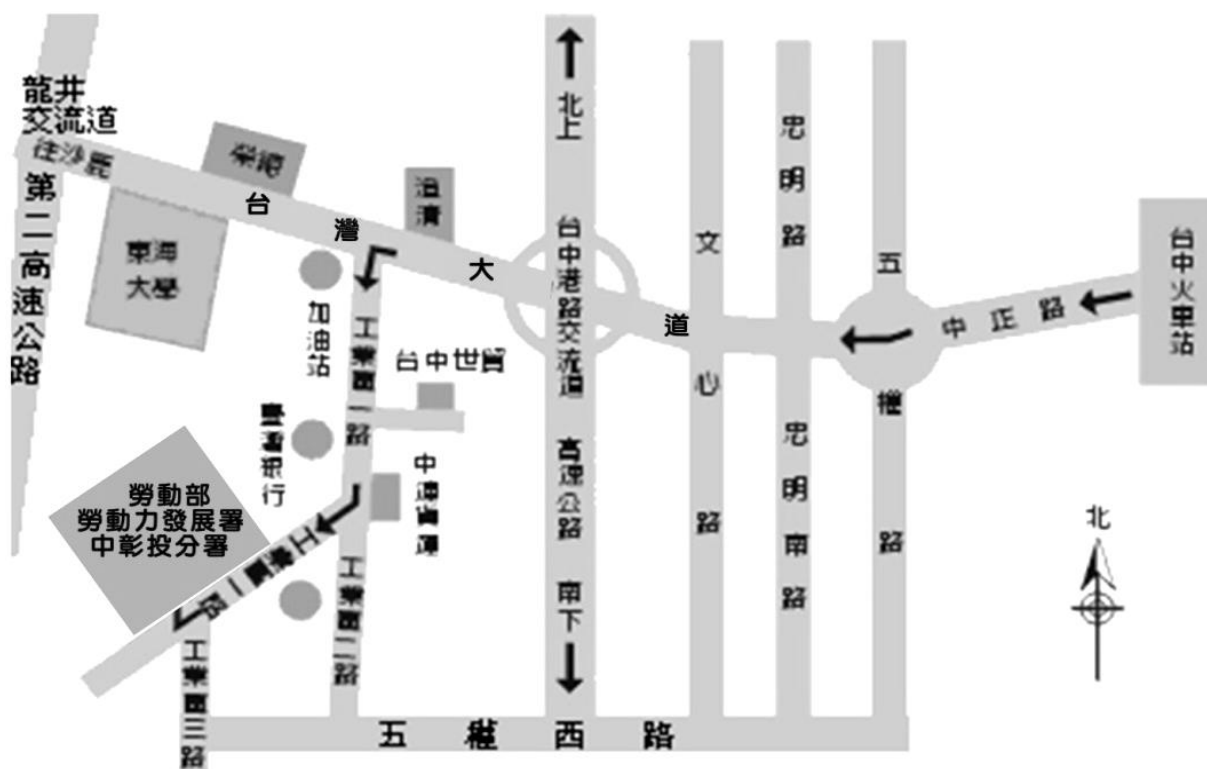 龍井
交流道
往沙鹿
第二高速公路
榮總
東海
大學
台灣大道
加油站
工業區一路
台中世貿
臺灣銀行
勞動部
勞動力發展署
中彰投分署
工業區一路
工業區二路
工業區三路
北上
台中港路交流道
高速公路
南下
文心路
忠明路
忠明南路
五權路
中正路
台中火車站
五權西路
北